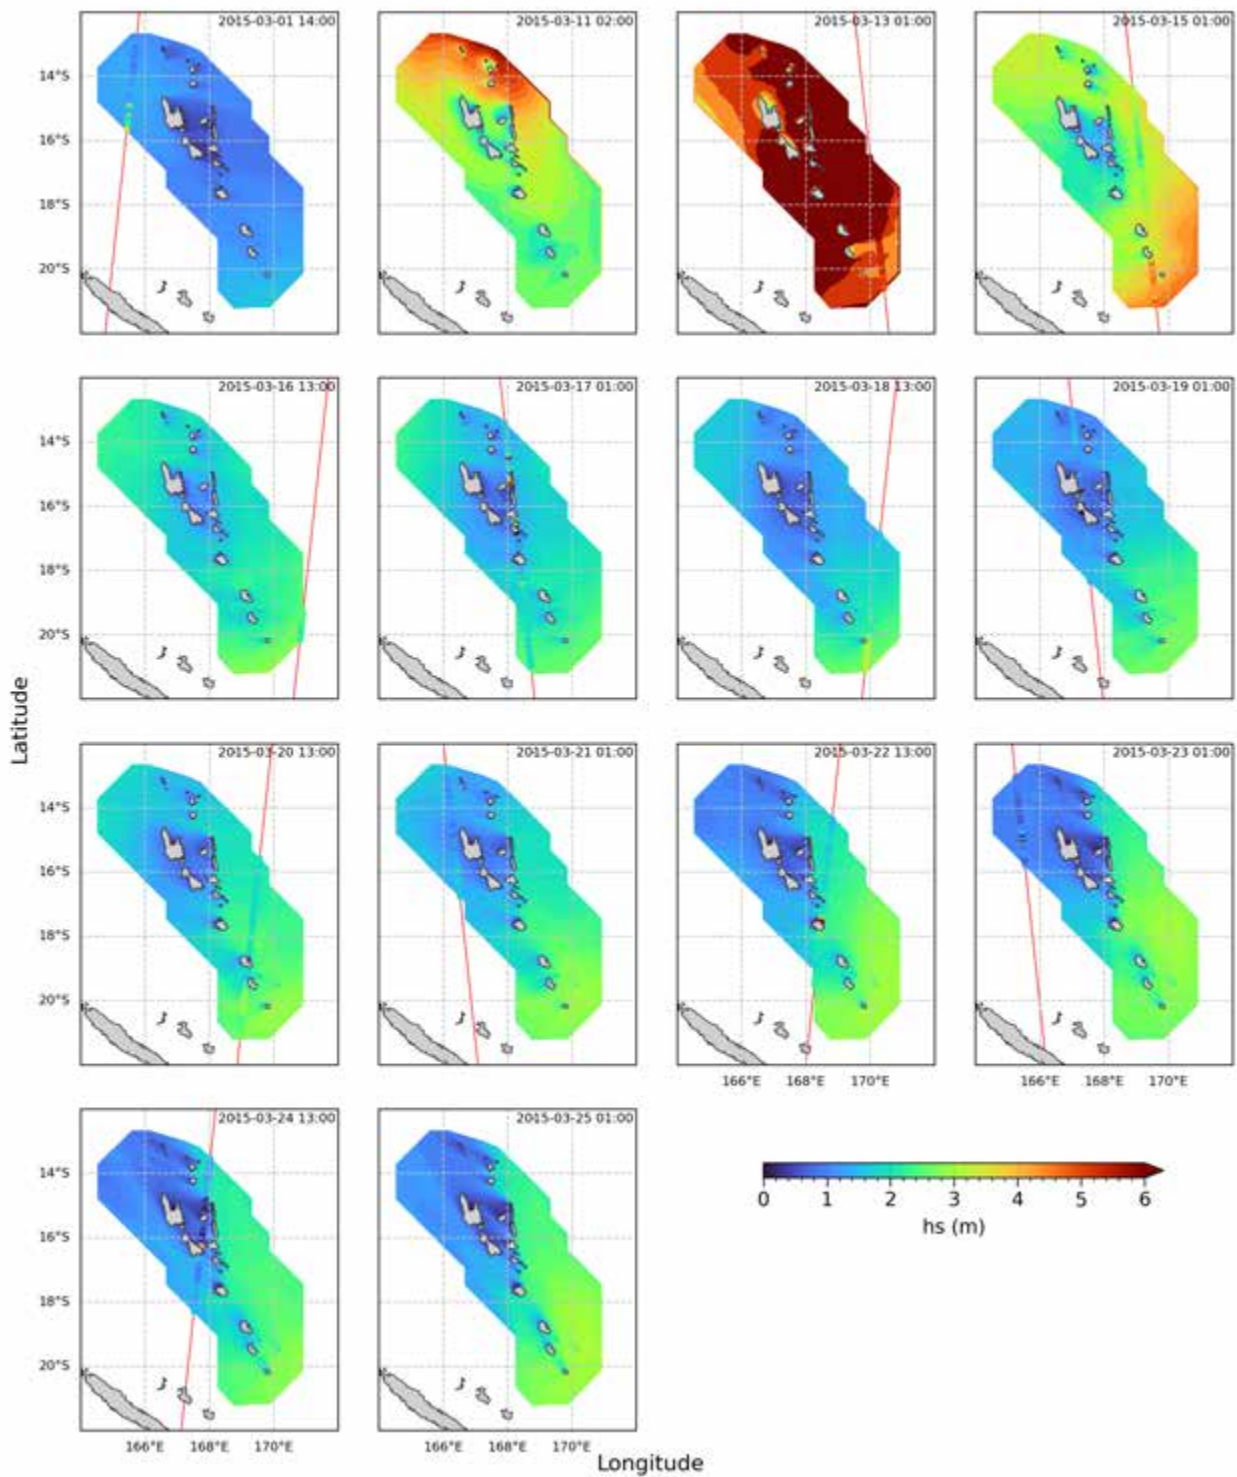 2015-03-01 14:00 2015-03-11 02:00 2015-03-13 01:00 2015-03-15 01:00
14°S
16°S
18°S
20°S
2015-03-16 13:00 2015-03-17 01:00 2015-03-18 13:00 2015-03-19 01:00
14°S
16°S
18°S
20°S
Latitude
2015-03-20 13:00 2015-03-21 01:00 2015-03-22 13:00 2015-03-23 01:00
14°S
16°S
18°S
20°S
166°E 168°E 170°E 166°E 168°E 170°E
2015-03-24 13:00 2015-03-25 01:00
14°S
16°S
18°S
20°S
0 1 2 3 4 5 6
hs (m)
166°E 168°E 170°E 166°E 168°E 170°E
Longitude